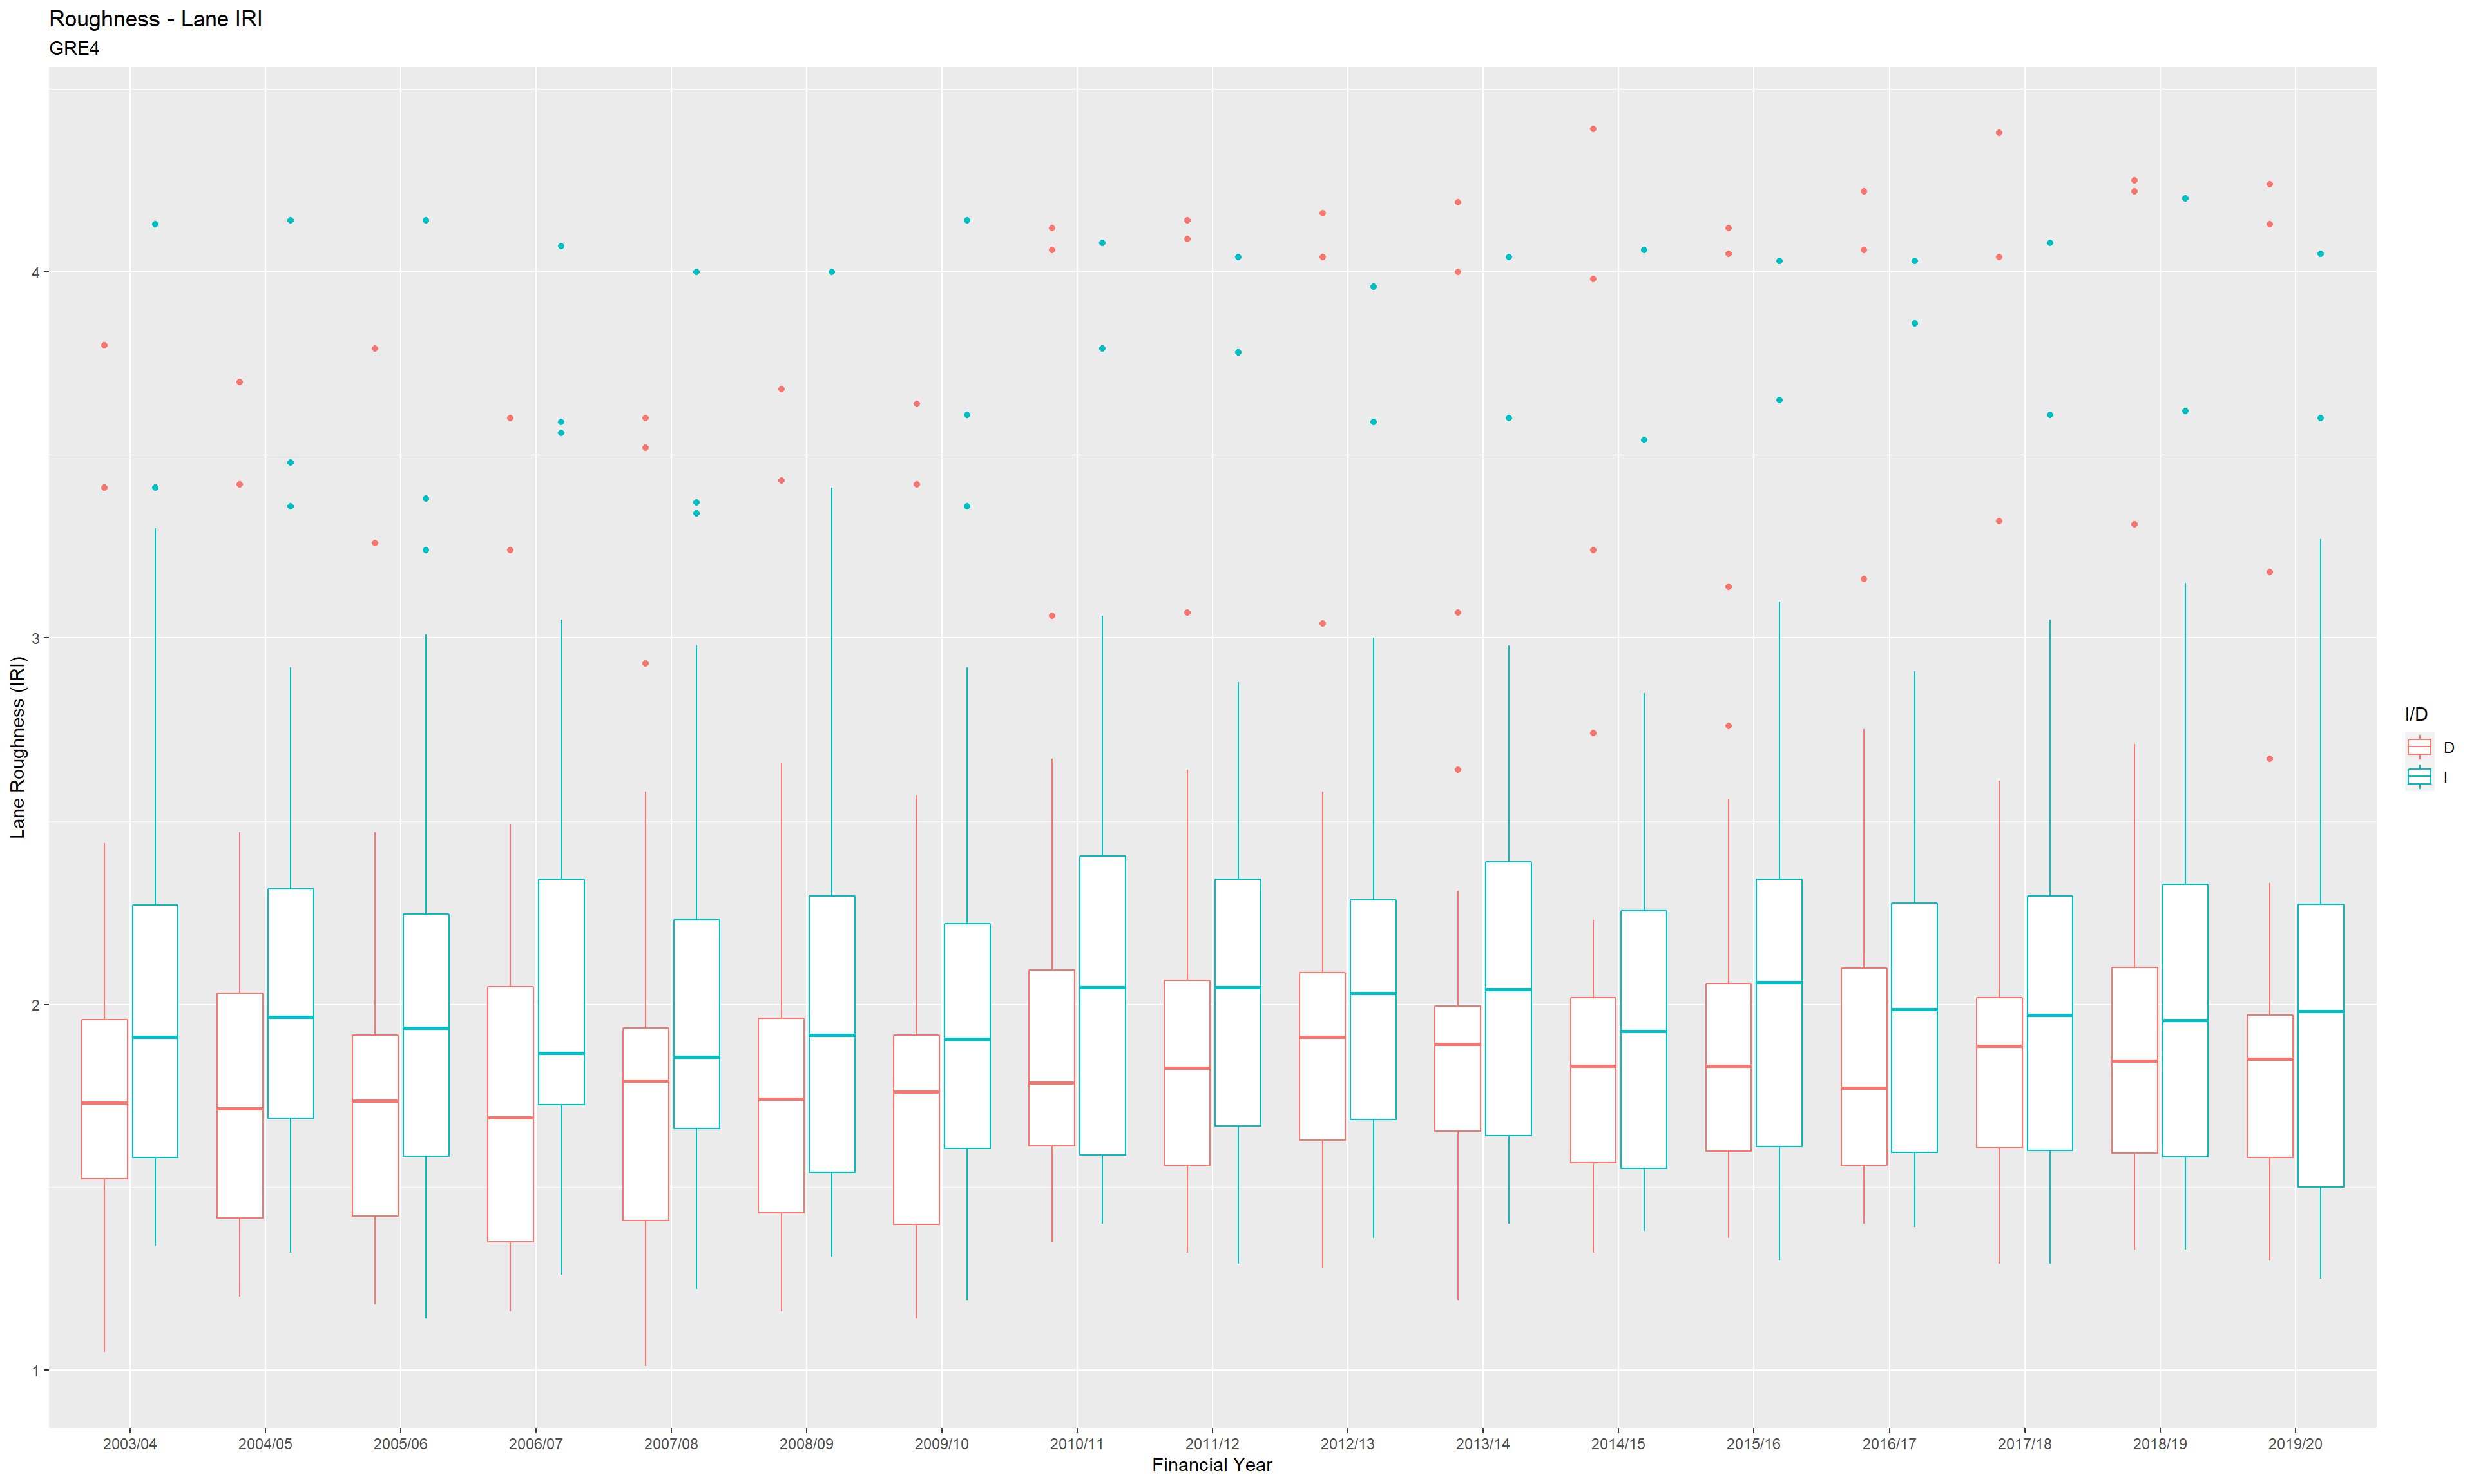 Roughness - Lane IRI
GRE4
Lane Roughness (IRI)
4
3
2
1
2003/04 2004/05 2005/06 2006/07 2007/08 2008/09 2009/10 2010/11 2011/12 2012/13 2013/14 2014/15 2015/16 2016/17 2017/18 2018/19 2019/20
Financial Year
I/D
D
I